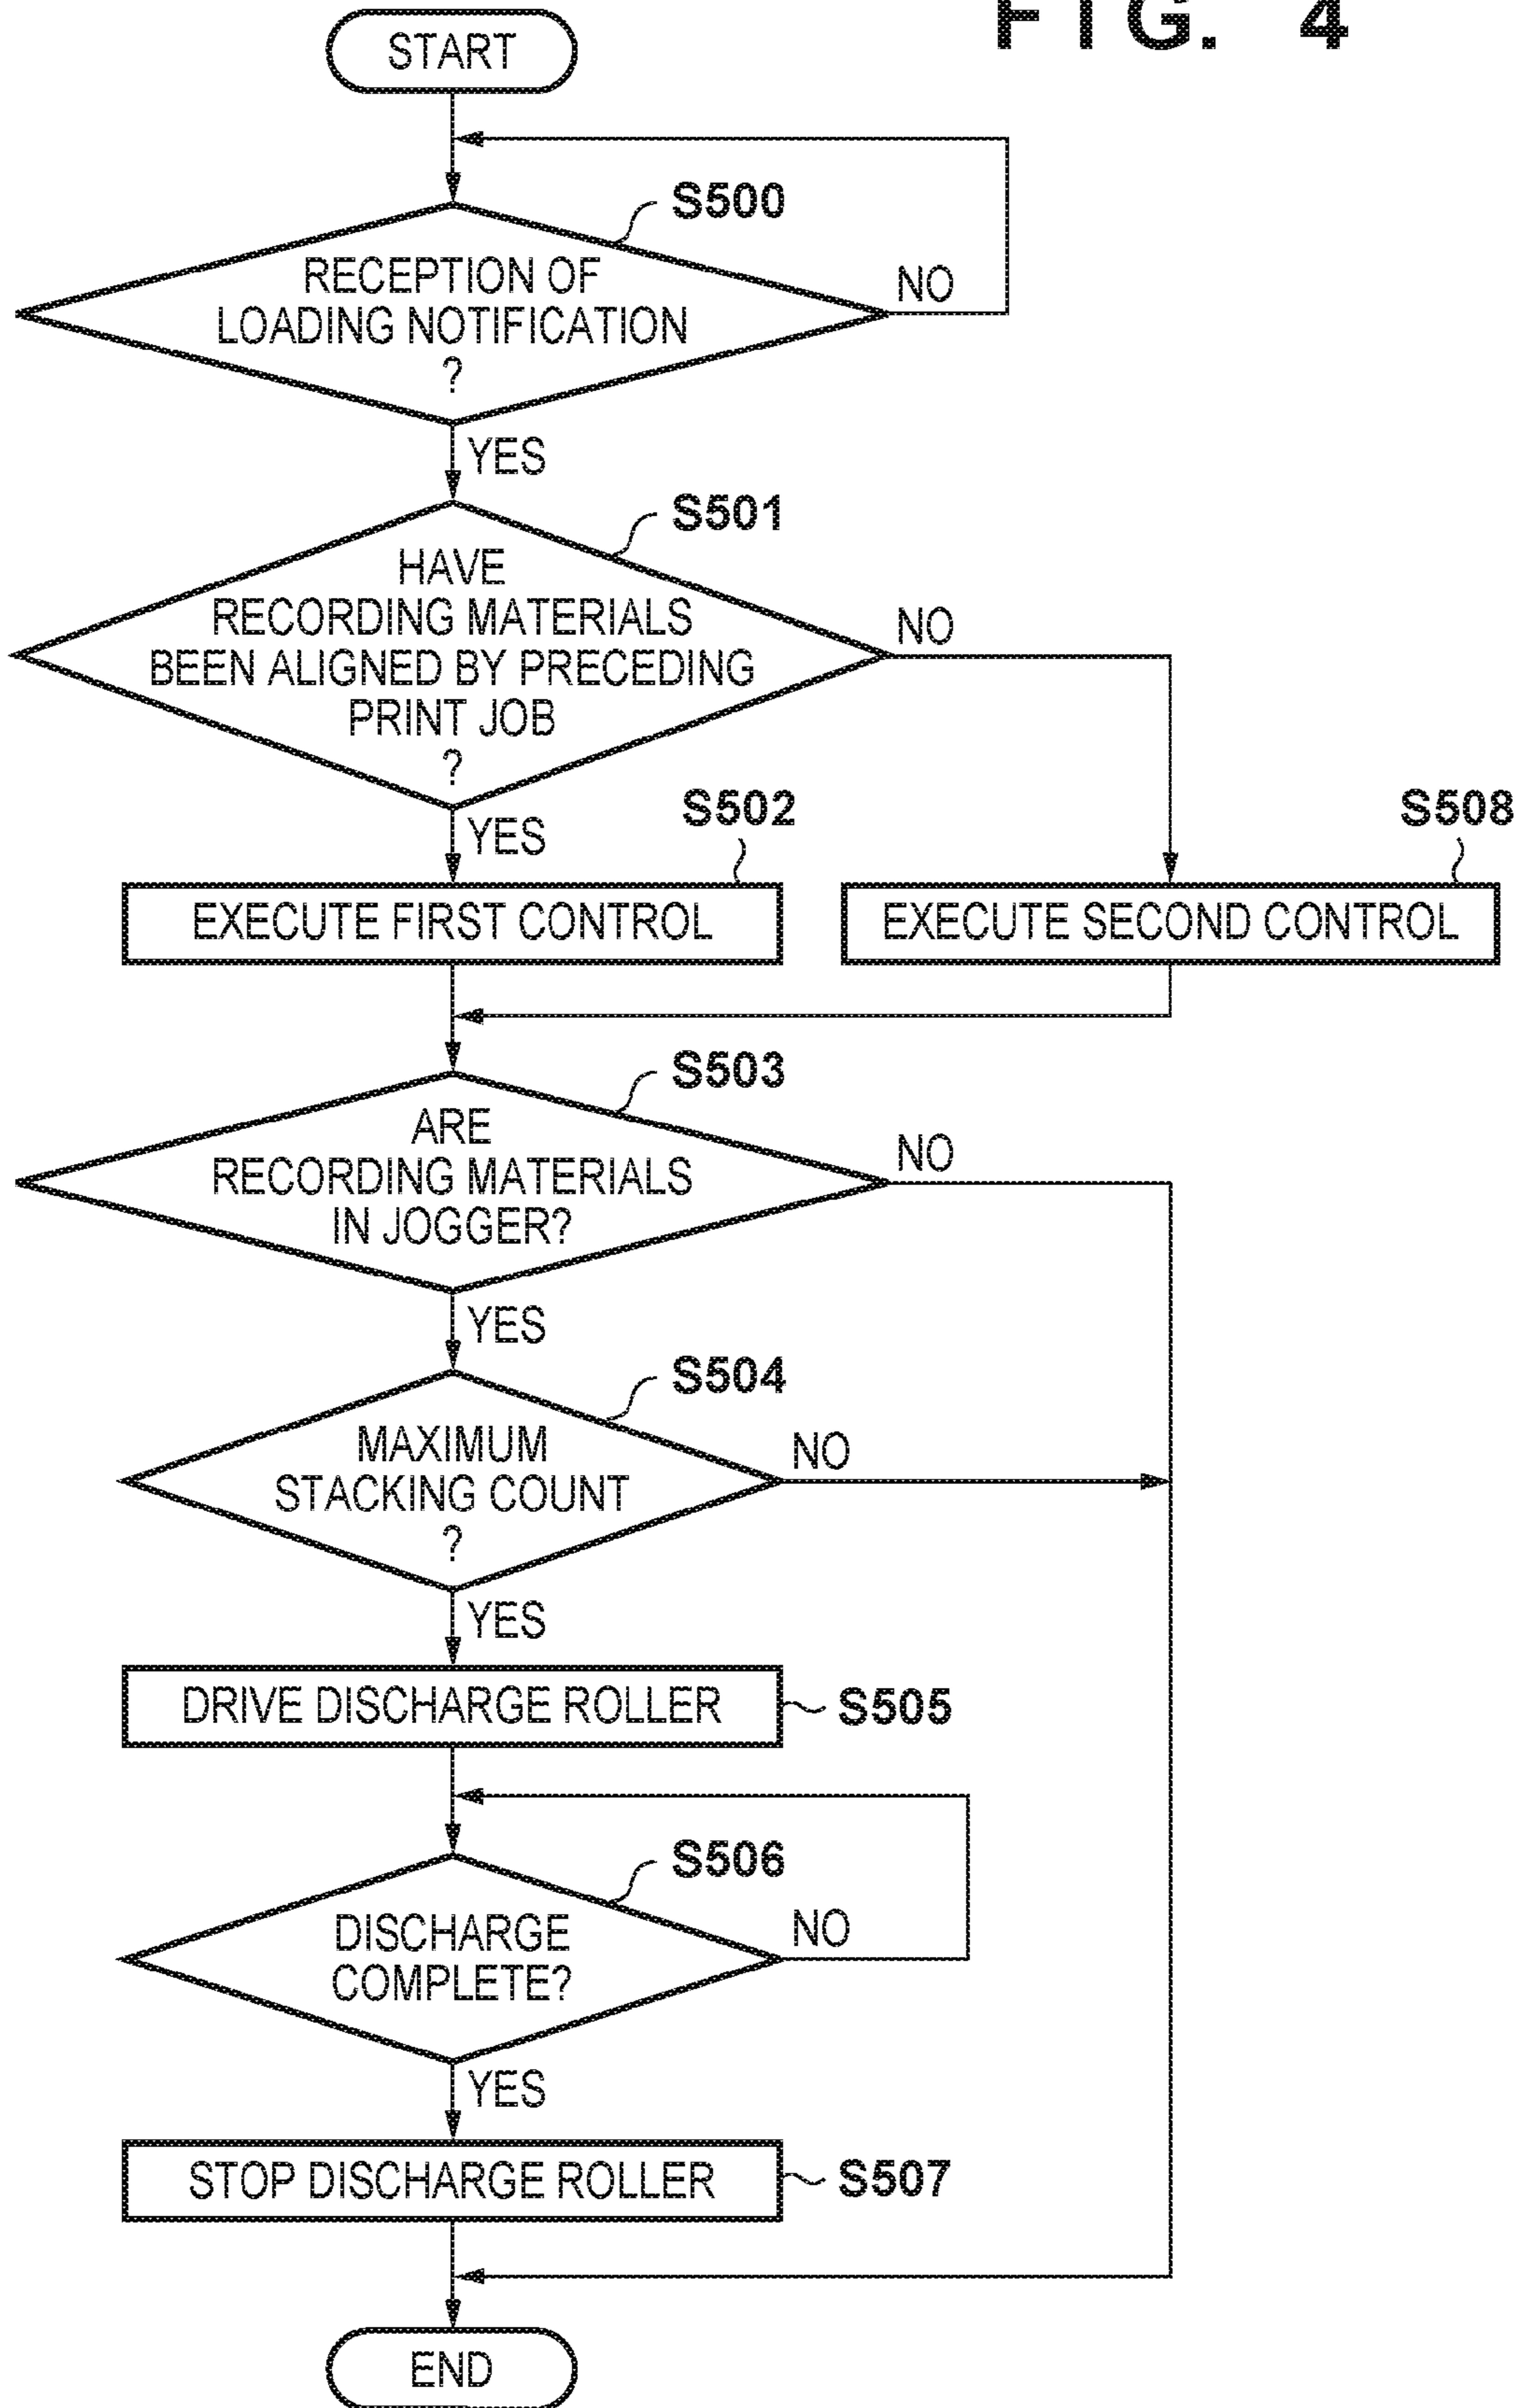 FIG. 4
START
S500
RECEPTION OF
LOADING NOTIFICATION
?
NO
YES
S501
HAVE
RECORDING MATERIALS
BEEN ALIGNED BY PRECEDING
PRINT JOB
?
NO
YES
S502
S508
EXECUTE FIRST CONTROL
EXECUTE SECOND CONTROL
S503
ARE
RECORDING MATERIALS
IN JOGGER?
NO
YES
S504
MAXIMUM
STACKING COUNT
?
NO
YES
DRIVE DISCHARGE ROLLER
S505
S506
DISCHARGE
COMPLETE?
NO
YES
STOP DISCHARGE ROLLER
S507
END